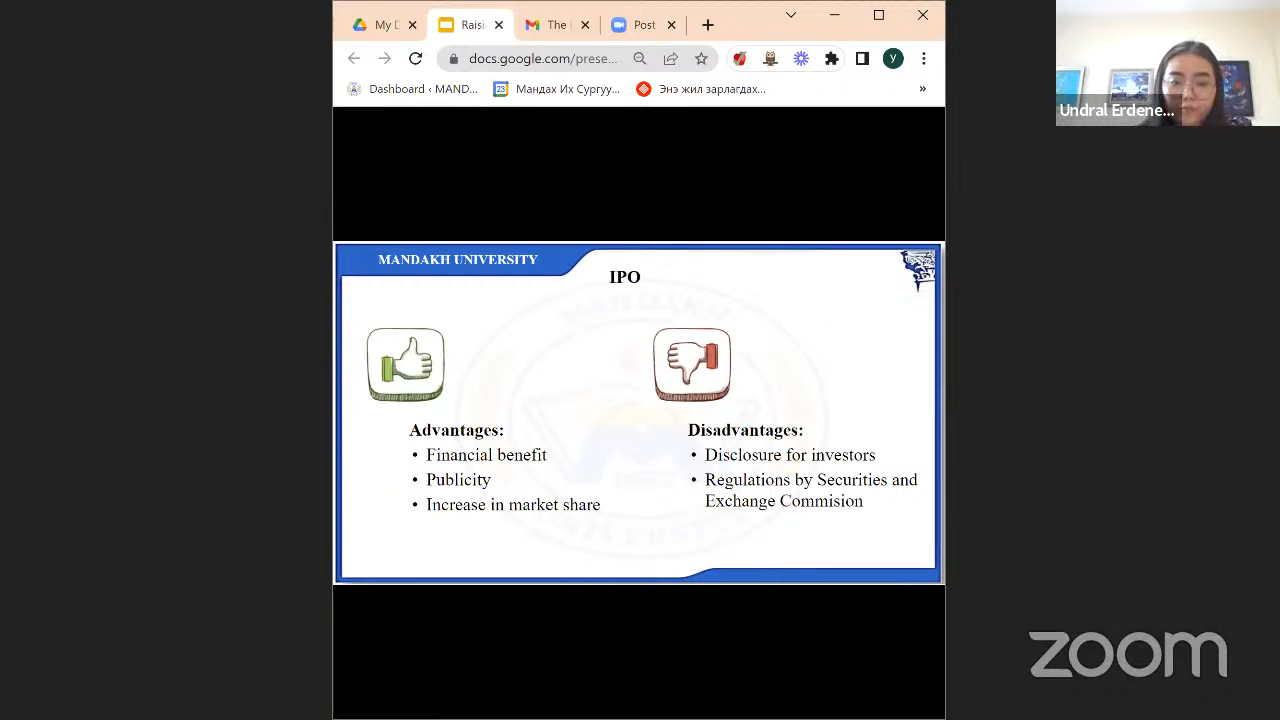 My D
Raisi
The
Post
docs.google.com/prese...
y
Dashboard
MAND...
23
Мандах Их Сургуу...
Энэ жил зарлагдах...
»
Undral Erdene...
MANDAKH UNIVERSITY
IPO
Advantages:
• Financial benefit
• Publicity
• Increase in market share
Disadvantages:
• Disclosure for investors
• Regulations by Securities and
Exchange Commision
zoom